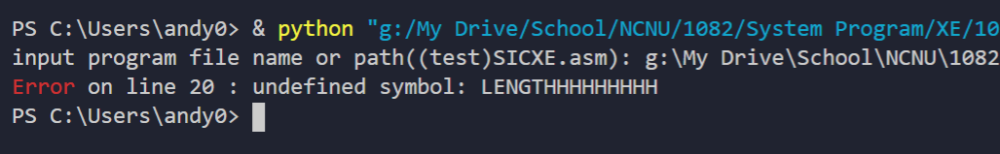 PS C:\Users\andy0> & python "g:/My Drive/School/NCNU/1082/System Program/XE/10
input program file name or path((test)SICXE.asm): g:\My Drive\School\NCNU\1082
Error on line 20 : undefined symbol: LENGTHHHHHHHHH
PS C:\Users\andy0>